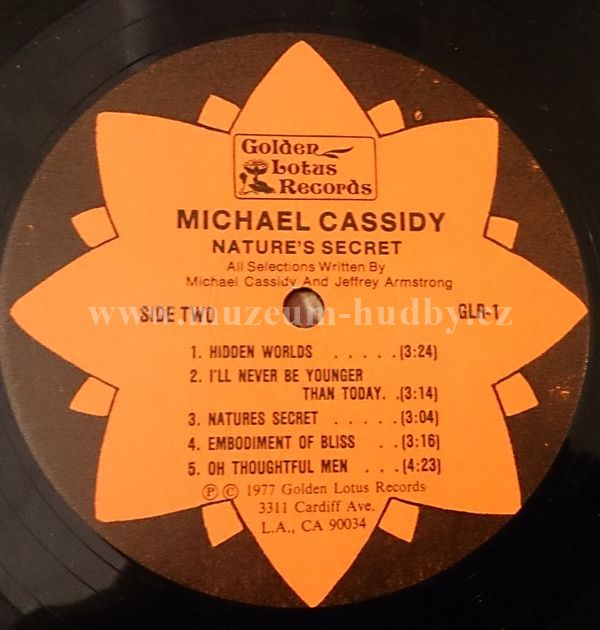 Golden
Lotus
Records
MICHAEL CASSIDY
NATURE'S SECRET
All Selections Written By
Michael Cassidy And Jeffrey Armstrong
www.muzeum-hudby.cz
SIDE TWO GLR-1
1. HIDDEN WORLDS . . . . . (3:24)
2. I'LL NEVER BE YOUNGER
THAN TODAY. . (3:14)
3. NATURES SECRET . . . . . (3:04)
4. EMBODIMENT OF BLISS . . (3:16)
5. OH THOUGHTFUL MEN . . . (4:23)
Ⓟ © 1977 Golden Lotus Records
3311 Cardiff Ave.
L.A., CA 90034